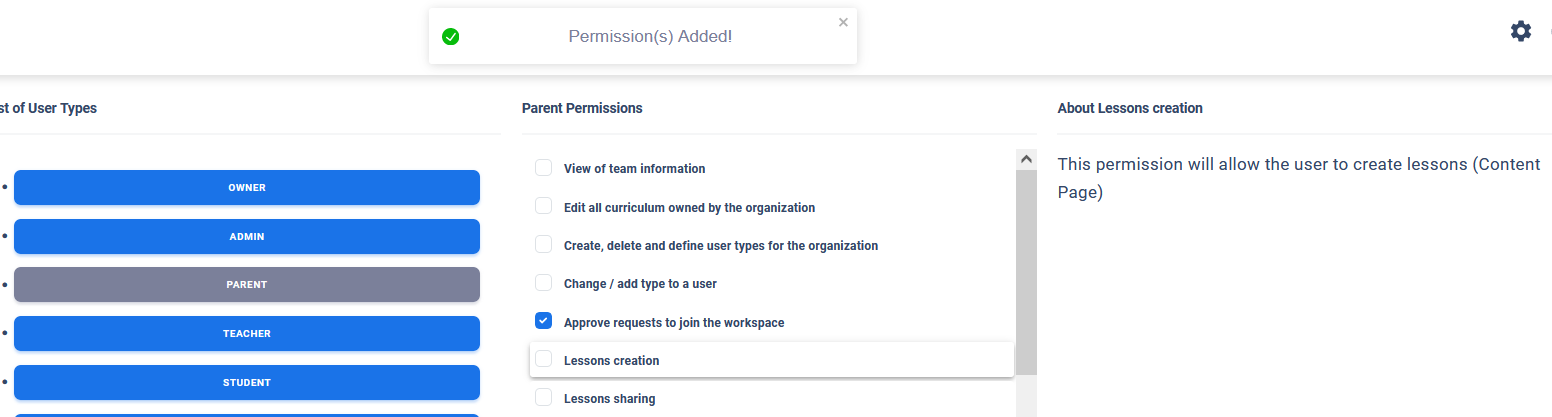 Permission(s) Added!
st of User Types
OWNER
ADMIN
PARENT
TEACHER
STUDENT
Parent Permissions
View of team information
Edit all curriculum owned by the organization
Create, delete and define user types for the organization
Change / add type to a user
Approve requests to join the workspace
Lessons creation
Lessons sharing
About Lessons creation
This permission will allow the user to create lessons (Content
Page)